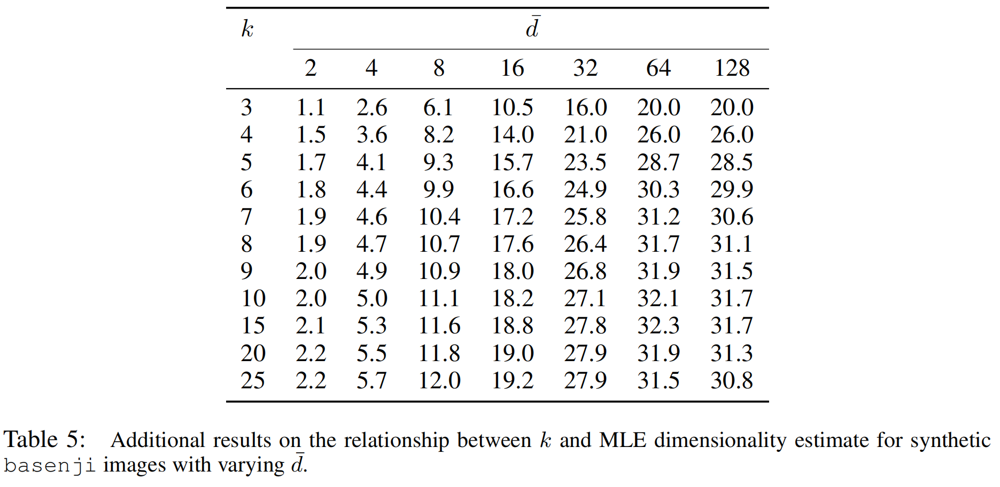 k d̄
2 4 8 16 32 64 128
3 1.1 2.6 6.1 10.5 16.0 20.0 20.0
4 1.5 3.6 8.2 14.0 21.0 26.0 26.0
5 1.7 4.1 9.3 15.7 23.5 28.7 28.5
6 1.8 4.4 9.9 16.6 24.9 30.3 29.9
7 1.9 4.6 10.4 17.2 25.8 31.2 30.6
8 1.9 4.7 10.7 17.6 26.4 31.7 31.1
9 2.0 4.9 10.9 18.0 26.8 31.9 31.5
10 2.0 5.0 11.1 18.2 27.1 32.1 31.7
15 2.1 5.3 11.6 18.8 27.8 32.3 31.7
20 2.2 5.5 11.8 19.0 27.9 31.9 31.3
25 2.2 5.7 12.0 19.2 27.9 31.5 30.8
Table 5: Additional results on the relationship between k and MLE dimensionality estimate for synthetic
basenji images with varying d̄.